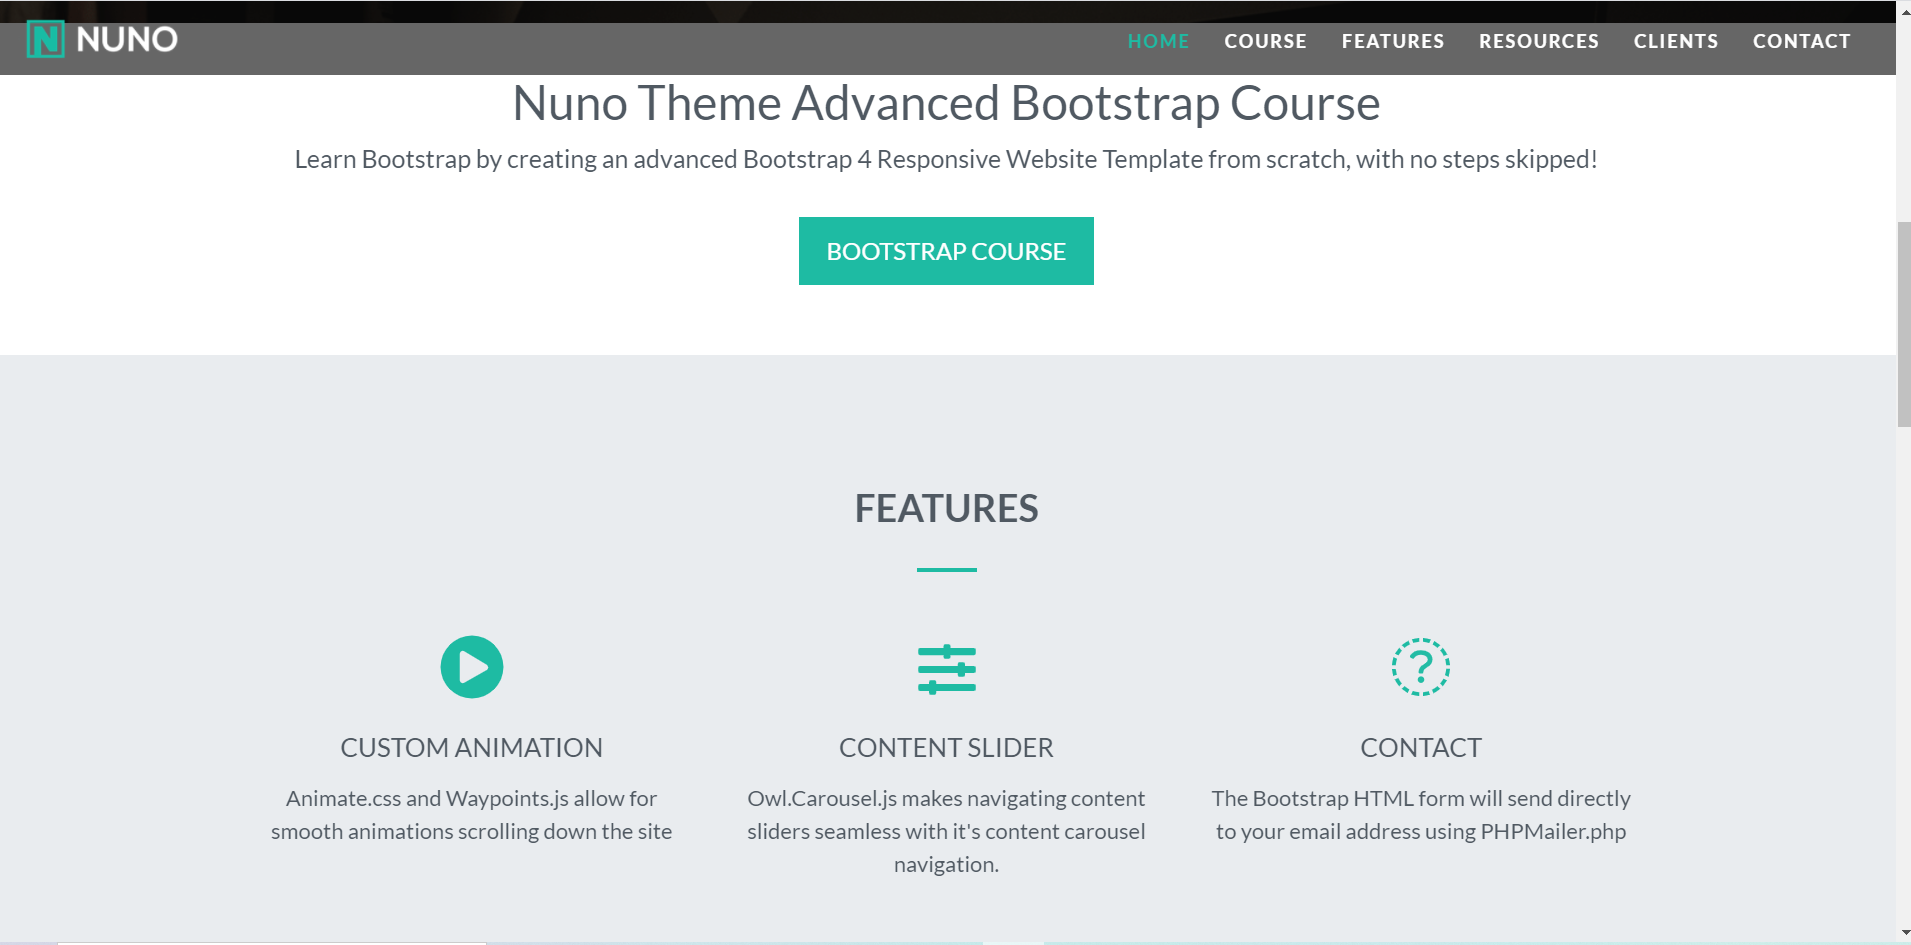 NUNO
HOME COURSE FEATURES RESOURCES CLIENTS CONTACT
Nuno Theme Advanced Bootstrap Course
Learn Bootstrap by creating an advanced Bootstrap 4 Responsive Website Template from scratch, with no steps skipped!
BOOTSTRAP COURSE
FEATURES
CUSTOM ANIMATION
Animate.css and Waypoints.js allow for
smooth animations scrolling down the site
CONTENT SLIDER
Owl.Carousel.js makes navigating content
sliders seamless with it's content carousel
navigation.
CONTACT
The Bootstrap HTML form will send directly
to your email address using PHPMailer.php